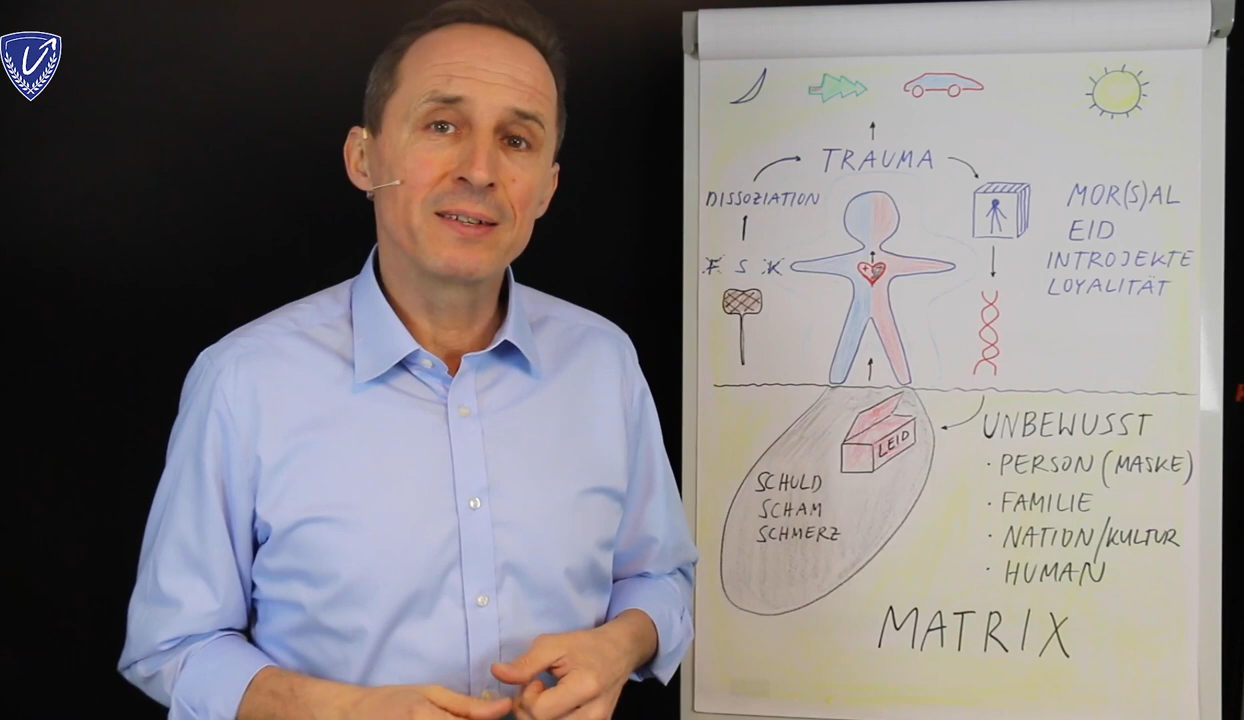 TRAUMA
DISSOZIATION
F S K
MOR(S)AL
EID
INTROJEKTE
LOYALITÄT
LEID
SCHULD
SCHAM
SCHMERZ
UNBEWUSST
· PERSON (MASKE)
· FAMILIE
· NATION/KULTUR
· HUMAN
MATRIX